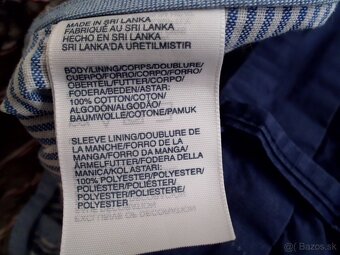 MADE IN SRI LANKA
FABRIQUÉ AU SRI LANKA
HECHO EN SRI LANKA
SRI LANKA'DA URETILMISTIR
BODY/LINING/CORPS/DOUBLURE/
CUERPO/FORRO/CORPO/FORRO/
OBERTEIL/FUTTER/CORPO/
FODERA/BEDEN/ASTAR:
100% COTTON/COTON/
ALGODÓN/ALGODÃO/
BAUMWOLLE/COTONE/PAMUK
SLEEVE LINING/DOUBLURE DE
LA MANCHE/FORRO DE LA
MANGA/FORRO DA MANGA/
ÄRMELFUTTER/FODERA DELLA
MANICA/KOL ASTARI:
100% POLYESTER/POLYESTER/
POLIÉSTER/POLIÉSTER/
POLYESTER/POLIESTERE/
POLYESTER
bazos.sk